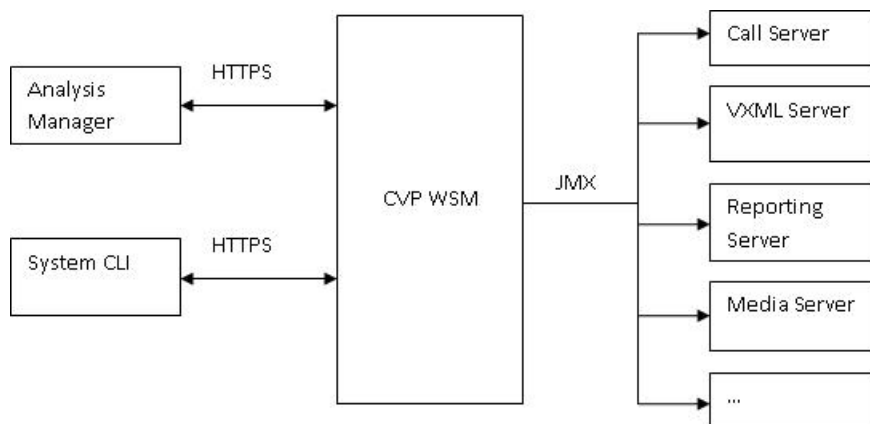 Analysis
Manager
HTTPS
System CLI
HTTPS
CVP WSM
JMX
Call Server
VXML Server
Reporting
Server
Media Server
...